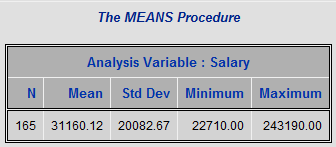 The MEANS Procedure
Analysis Variable : Salary
N Mean Std Dev Minimum Maximum
165 31160.12 20082.67 22710.00 243190.00